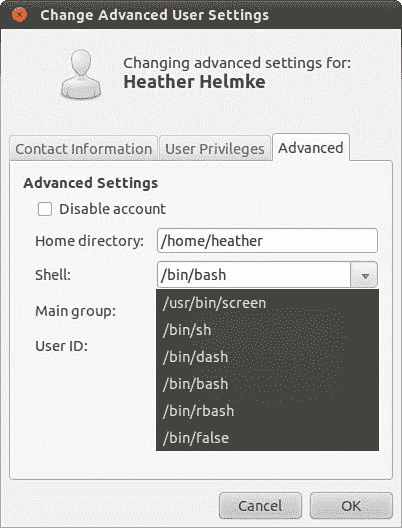 Change Advanced User Settings
Changing advanced settings for:
Heather Helmke
Contact Information User Privileges Advanced
Advanced Settings
Disable account
Home directory: /home/heather
Shell: /bin/bash
/usr/bin/screen
Main group:
/bin/sh
User ID:
/bin/dash
/bin/bash
/bin/rbash
/bin/false
Cancel OK